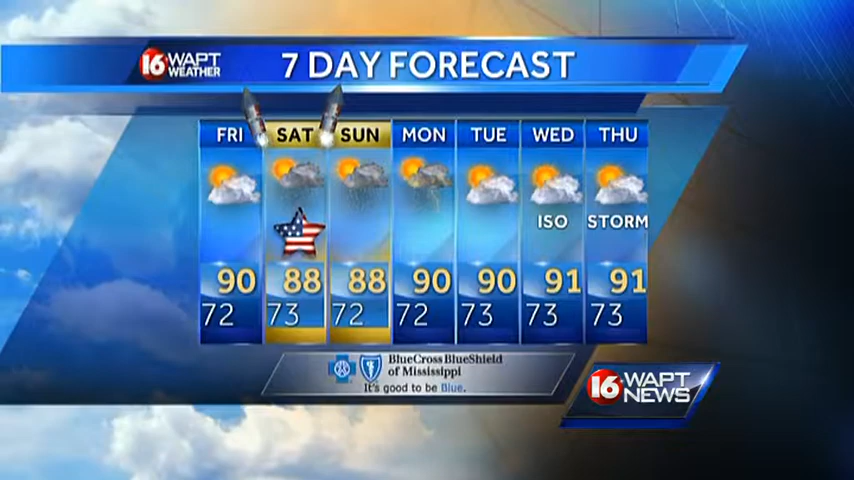 16 WAPT WEATHER
7 DAY FORECAST
FRI SAT SUN MON TUE WED THU
ISO STORM
90 88 88 90 90 91 91
72 73 72 72 73 73 73
BlueCross BlueShield
of Mississippi
It's good to be Blue.
16 WAPT
NEWS